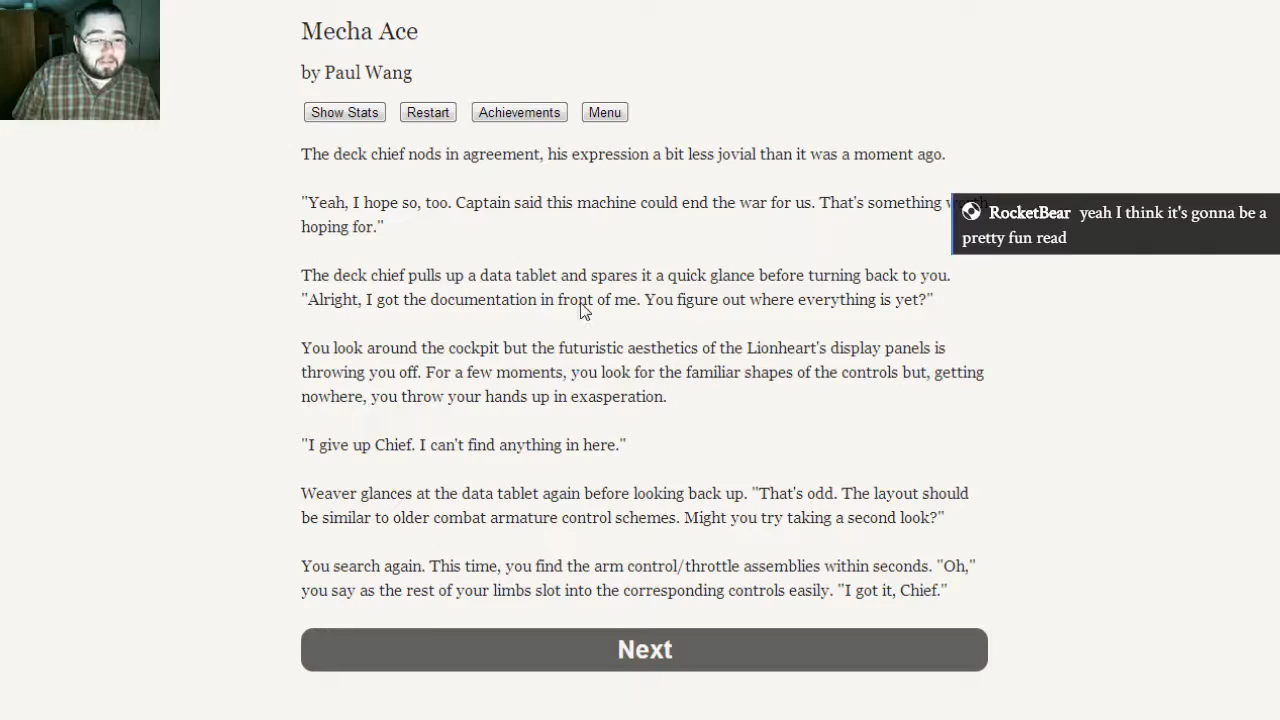 Mecha Ace
by Paul Wang
Show Stats Restart Achievements Menu
The deck chief nods in agreement, his expression a bit less jovial than it was a moment ago.
"Yeah, I hope so, too. Captain said this machine could end the war for us. That's something worth
hoping for."
RocketBear yeah I think it's gonna be a
pretty fun read
The deck chief pulls up a data tablet and spares it a quick glance before turning back to you.
"Alright, I got the documentation in front of me. You figure out where everything is yet?"
You look around the cockpit but the futuristic aesthetics of the Lionheart's display panels is
throwing you off. For a few moments, you look for the familiar shapes of the controls but, getting
nowhere, you throw your hands up in exasperation.
"I give up Chief. I can't find anything in here."
Weaver glances at the data tablet again before looking back up. "That's odd. The layout should
be similar to older combat armature control schemes. Might you try taking a second look?"
You search again. This time, you find the arm control/throttle assemblies within seconds. "Oh,"
you say as the rest of your limbs slot into the corresponding controls easily. "I got it, Chief."
Next